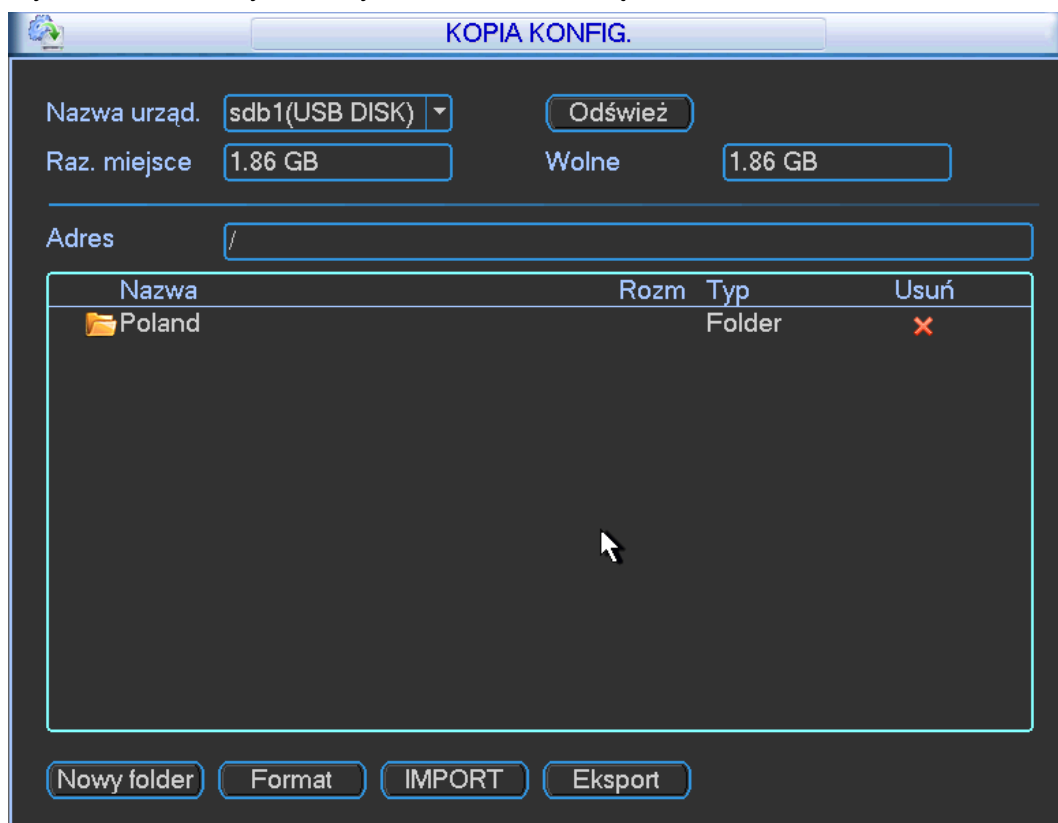 KOPIA KONFIG.
Nazwa urząd. sdb1(USB DISK) Odśwież
Raz. miejsce 1.86 GB Wolne 1.86 GB
Adres /
Nazwa Rozm Typ Usuń
Poland Folder
Nowy folder Format IMPORT Eksport